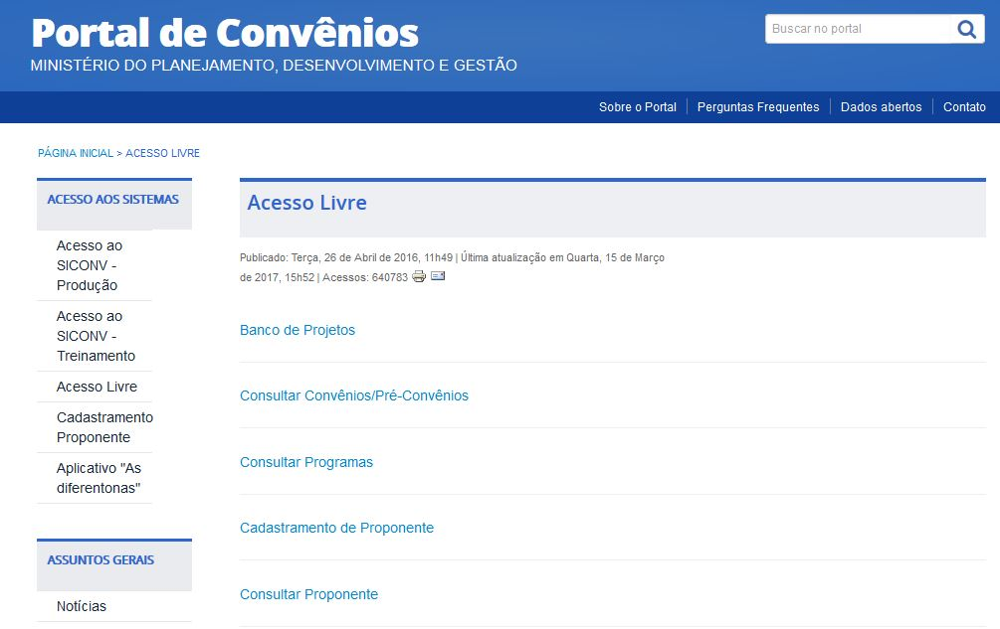 Portal de Convênios
MINISTÉRIO DO PLANEJAMENTO, DESENVOLVIMENTO E GESTÃO
Buscar no portal
Sobre o Portal
Perguntas Frequentes
Dados abertos
Contato
PÁGINA INICIAL > ACESSO LIVRE
ACESSO AOS SISTEMAS
Acesso ao
SICONV -
Produção
Acesso ao
SICONV -
Treinamento
Acesso Livre
Cadastramento
Proponente
Aplicativo "As
diferentonas"
ASSUNTOS GERAIS
Notícias
Acesso Livre
Publicado: Terça, 26 de Abril de 2016, 11h49 | Última atualização em Quarta, 15 de Março
de 2017, 15h52 | Acessos: 640783
Banco de Projetos
Consultar Convênios/Pré-Convênios
Consultar Programas
Cadastramento de Proponente
Consultar Proponente